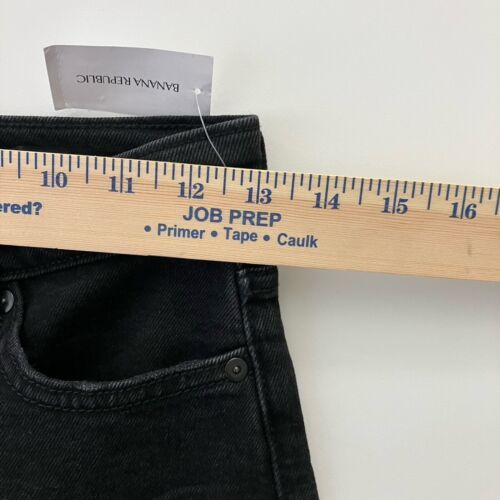 BANANA REPUBLIC
10 11 12 13 14 15 16
ered?
JOB PREP
• Primer • Tape • Caulk